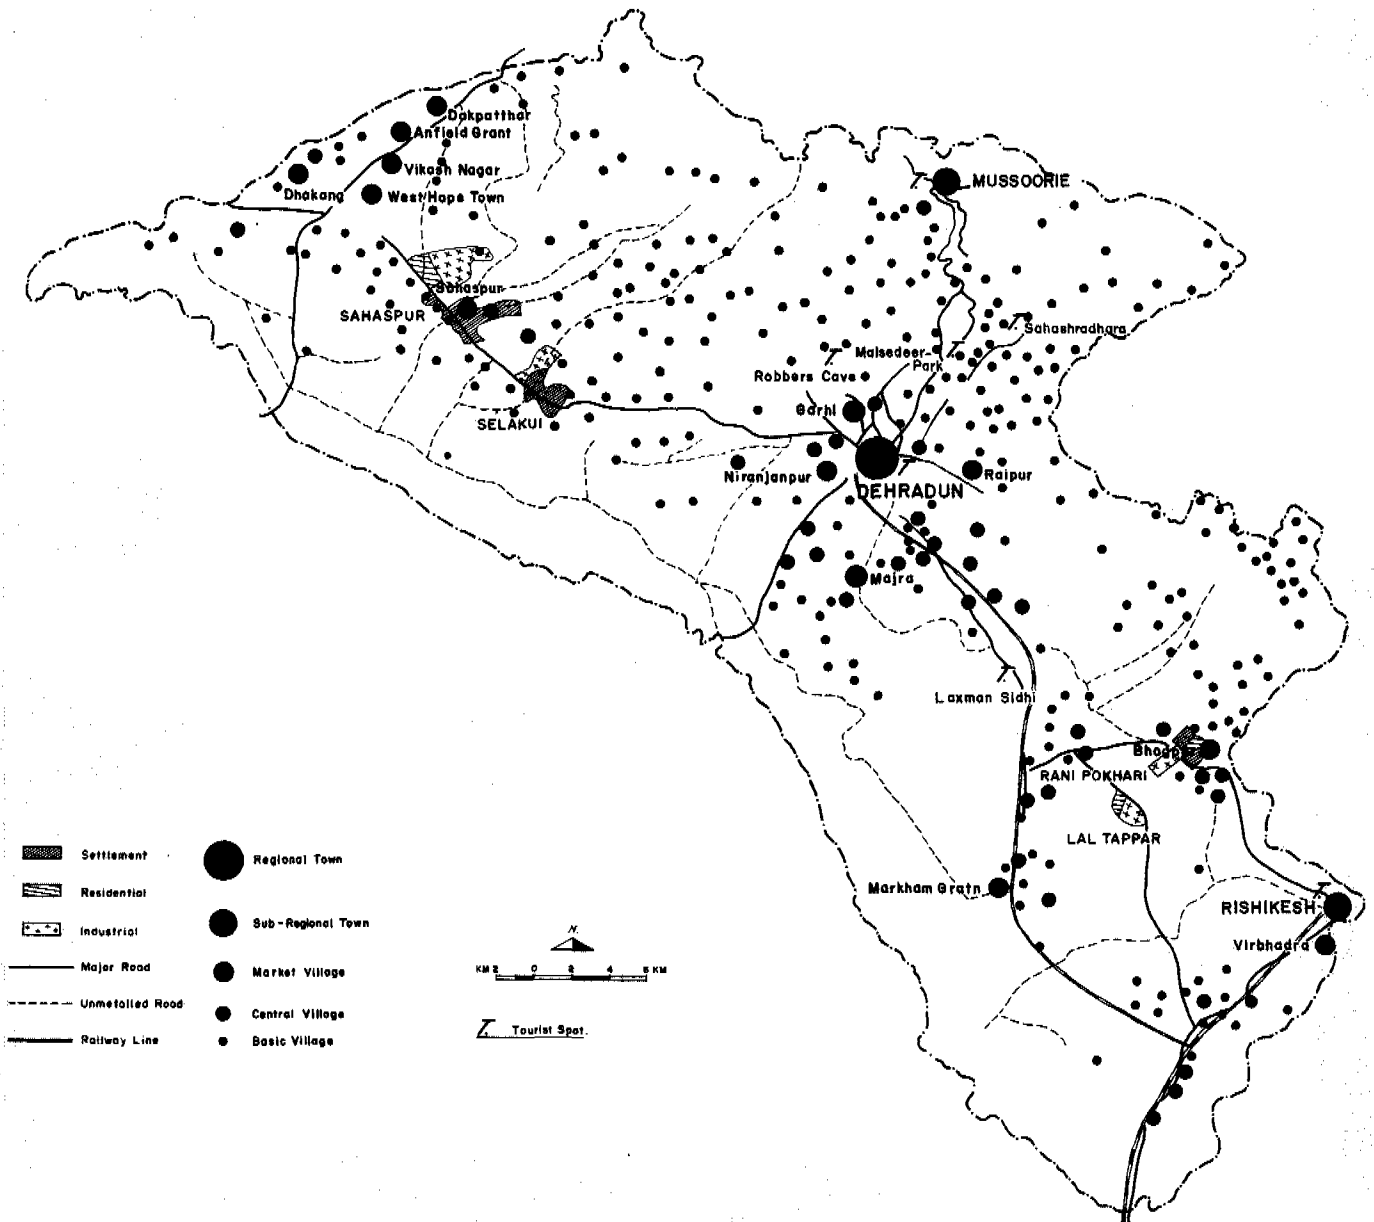 Dakpatthar
Anfield Grant
Vikash Nagar
Dhakang
West Hope Town
MUSSOORIE
Sahaspur
SAHASPUR
Sahashradhara
Malsedeer-
Park
Robbers Cave
Garhi
SELAKUI
Niranjanpur
Raipur
DEHRADUN
Majra
Laxman Sidhi
RANI POKHARI
LAL TAPPAR
Markham Gratn
RISHIKESH
Virbhadra
Settlement
Residential
Industrial
Major Road
Unmetalled Road
Railway Line
Regional Town
Sub-Regional Town
Market Village
Central Village
Basic Village
N.
KM 2 0 2 4 6 KM
T. Tourist Spot.